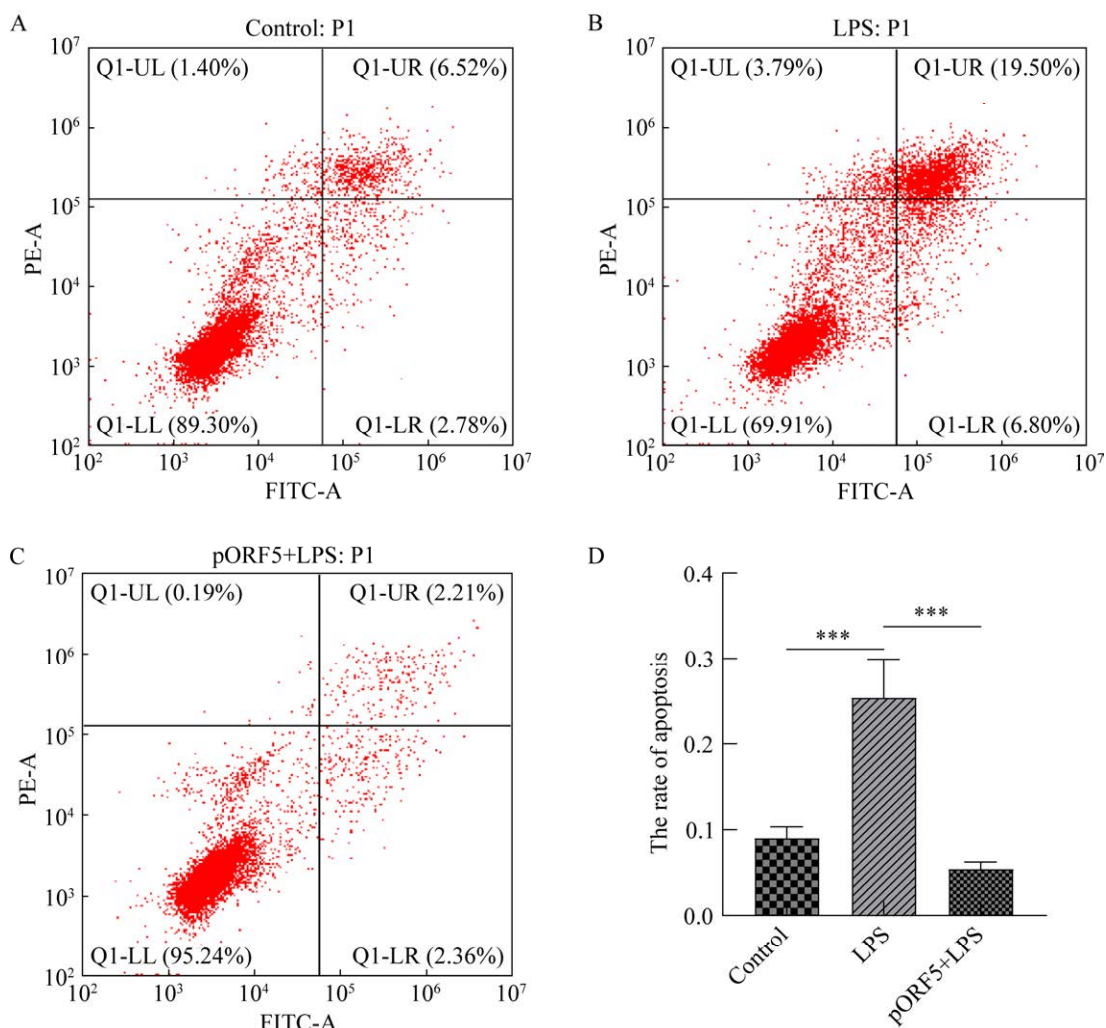 A
Control: P1
10^7
Q1-UL (1.40%)
Q1-UR (6.52%)
10^6
10^5
PE-A
10^4
10^3
Q1-LL (89.30%)
Q1-LR (2.78%)
10^2
10^2 10^3 10^4 10^5 10^6 10^7
FITC-A
B
LPS: P1
10^7
Q1-UL (3.79%)
Q1-UR (19.50%)
10^6
10^5
PE-A
10^4
10^3
Q1-LL (69.91%)
Q1-LR (6.80%)
10^2
10^2 10^3 10^4 10^5 10^6 10^7
FITC-A
C
pORF5+LPS: P1
10^7
Q1-UL (0.19%)
Q1-UR (2.21%)
10^6
10^5
PE-A
10^4
10^3
Q1-LL (95.24%)
Q1-LR (2.36%)
10^2
10^2 10^3 10^4 10^5 10^6 10^7
FITC-A
D
0.4
***
***
0.3
The rate of apoptosis
0.2
0.1
0.0
Control
LPS
pORF5+LPS